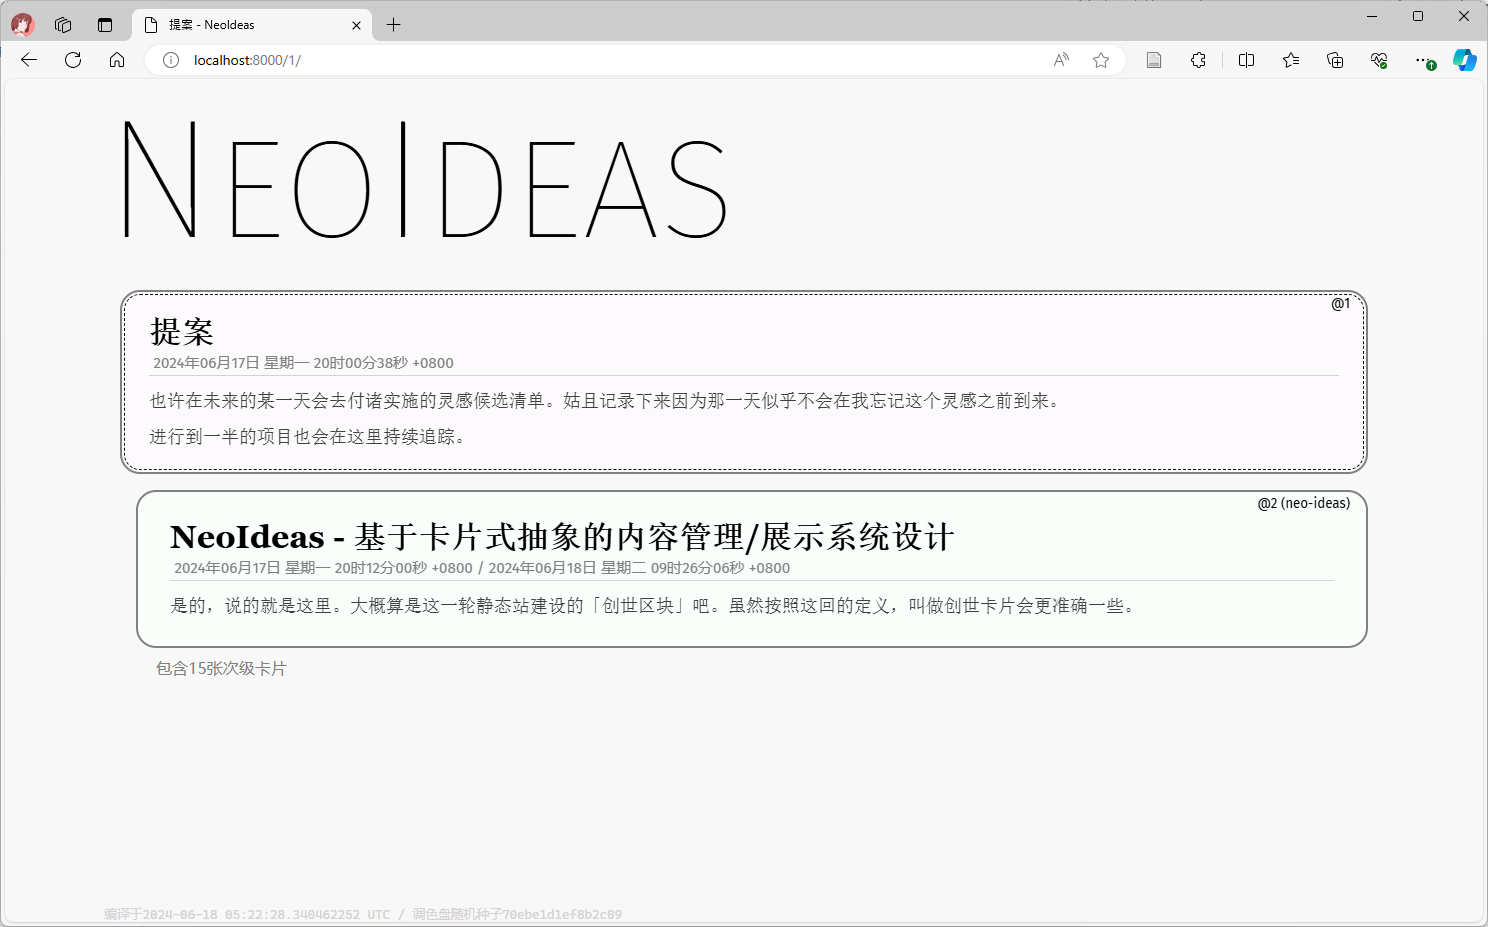 提案 - NeoIdeas
localhost:8000/1/
NeoIdeas
@1
提案
2024年06月17日 星期一 20时00分38秒 +0800
也许在未来的某一天会去付诸实施的灵感候选清单。姑且记录下来因为那一天似乎不会在我忘记这个灵感之前到来。
进行到一半的项目也会在这里持续追踪。
@2 (neo-ideas)
NeoIdeas - 基于卡片式抽象的内容管理/展示系统设计
2024年06月17日 星期一 20时12分00秒 +0800 / 2024年06月18日 星期二 09时26分06秒 +0800
是的，说的就是这里。大概算是这一轮静态站建设的「创世区块」吧。虽然按照这回的定义，叫做创世卡片会更准确一些。
包含15张次级卡片
编译于2024-06-18 05:22:28.340462252 UTC / 调色盘随机种子70ebe1d1ef8b2c09